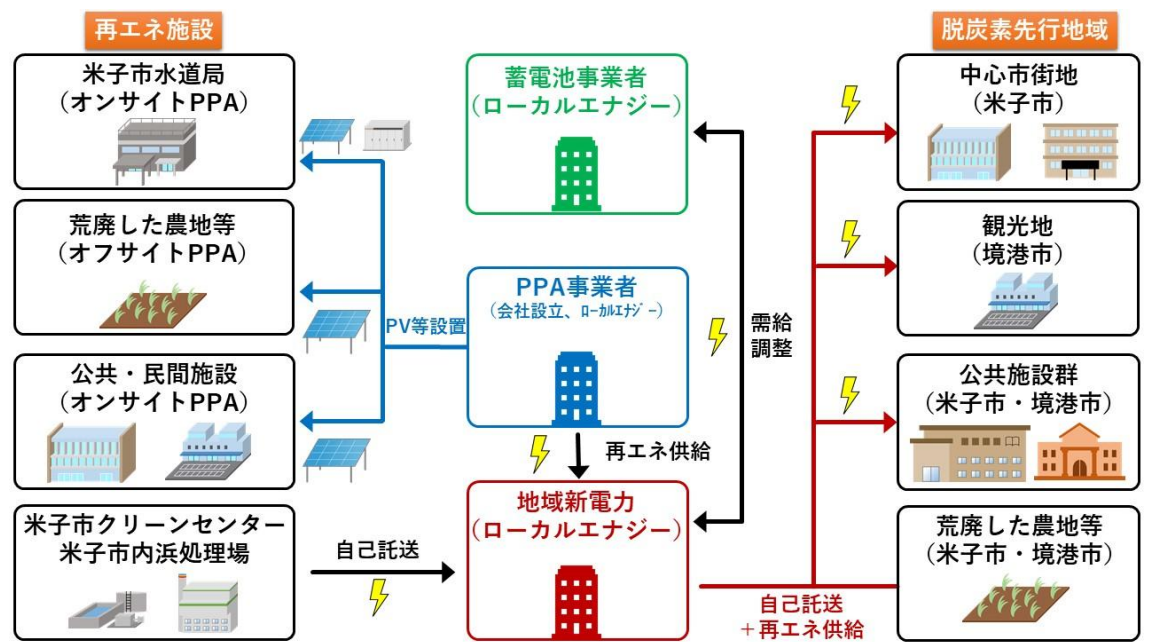 再エネ施設
米子市水道局
（オンサイトPPA）
荒廃した農地等
（オフサイトPPA）
公共・民間施設
（オンサイトPPA）
米子市クリーンセンター
米子市内浜処理場
PV等設置
自己託送
蓄電池事業者
（ローカルエナジー）
PPA事業者
（会社設立、ﾛｰｶﾙｴﾅｼﾞｰ）
再エネ供給
地域新電力
（ローカルエナジー）
需給
調整
自己託送
＋再エネ供給
脱炭素先行地域
中心市街地
（米子市）
観光地
（境港市）
公共施設群
（米子市・境港市）
荒廃した農地等
（米子市・境港市）